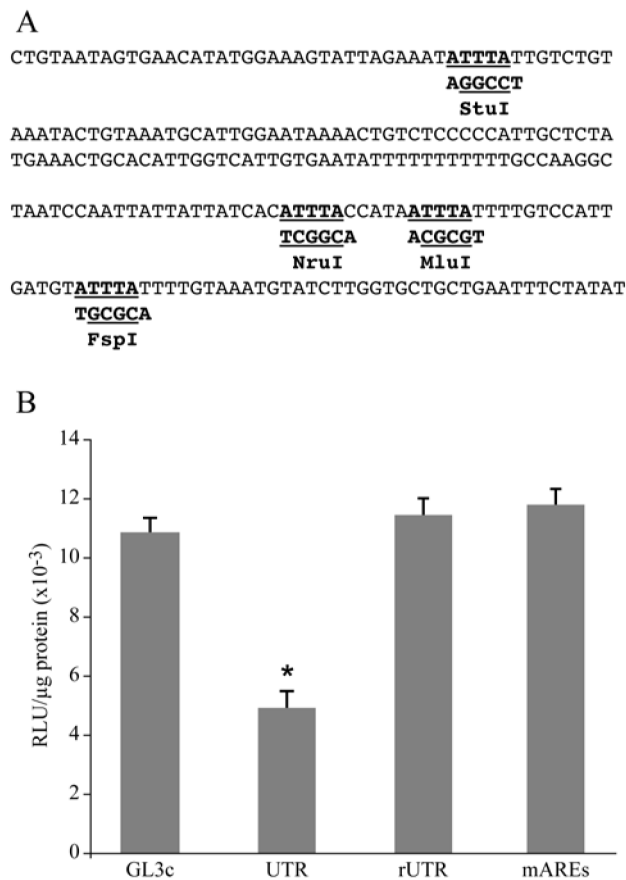 A
CTGTAATAGTGAACATATGGAAAGTATTAGAAATATTTATTGTCTGT
AGGCCT
StuI
AAATACTGTAAATGCATTGGAATAAAACTGTCTCCCCCATTGCTCTA
TGAAACTGCACATTGGTCATTGTGAATATTTTTTTTTTTGCCAAGGC
TAATCCAATTATTATTATCACATTTACCATAATTTATTTTGTCCATT
TCGGCA ACGCGT
NruI MluI
GATGTATTTATTTTGTAAATGTATCTTGGTGCTGCTGAATTTCTATAT
TGCGCA
FspI
B
RLU/µg protein (x10-3)
14
12
10
8
6
4
2
0
*
GL3c UTR rUTR mAREs